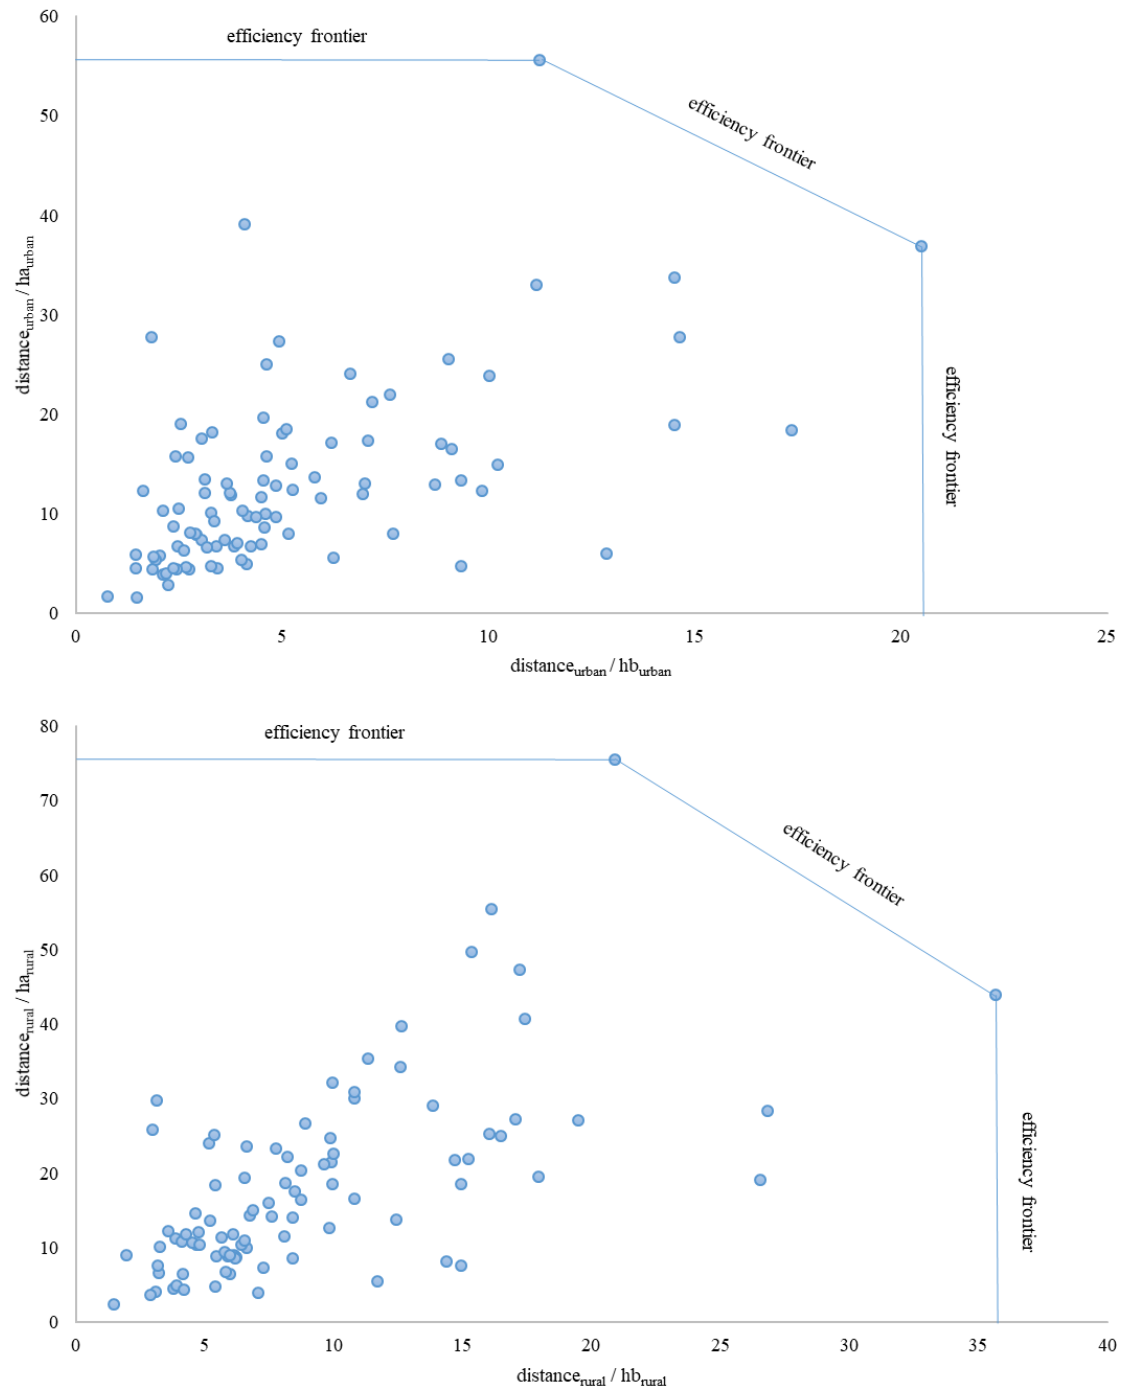 60
efficiency frontier
50
efficiency frontier
40
distance_urban / ha_urban
30
efficiency frontier
20
10
0
0 5 10 15 20 25
distance_urban / hb_urban
80
efficiency frontier
70
efficiency frontier
60
50
distance_rural / ha_rural
40
30
efficiency frontier
20
10
0
0 5 10 15 20 25 30 35 40
distance_rural / hb_rural